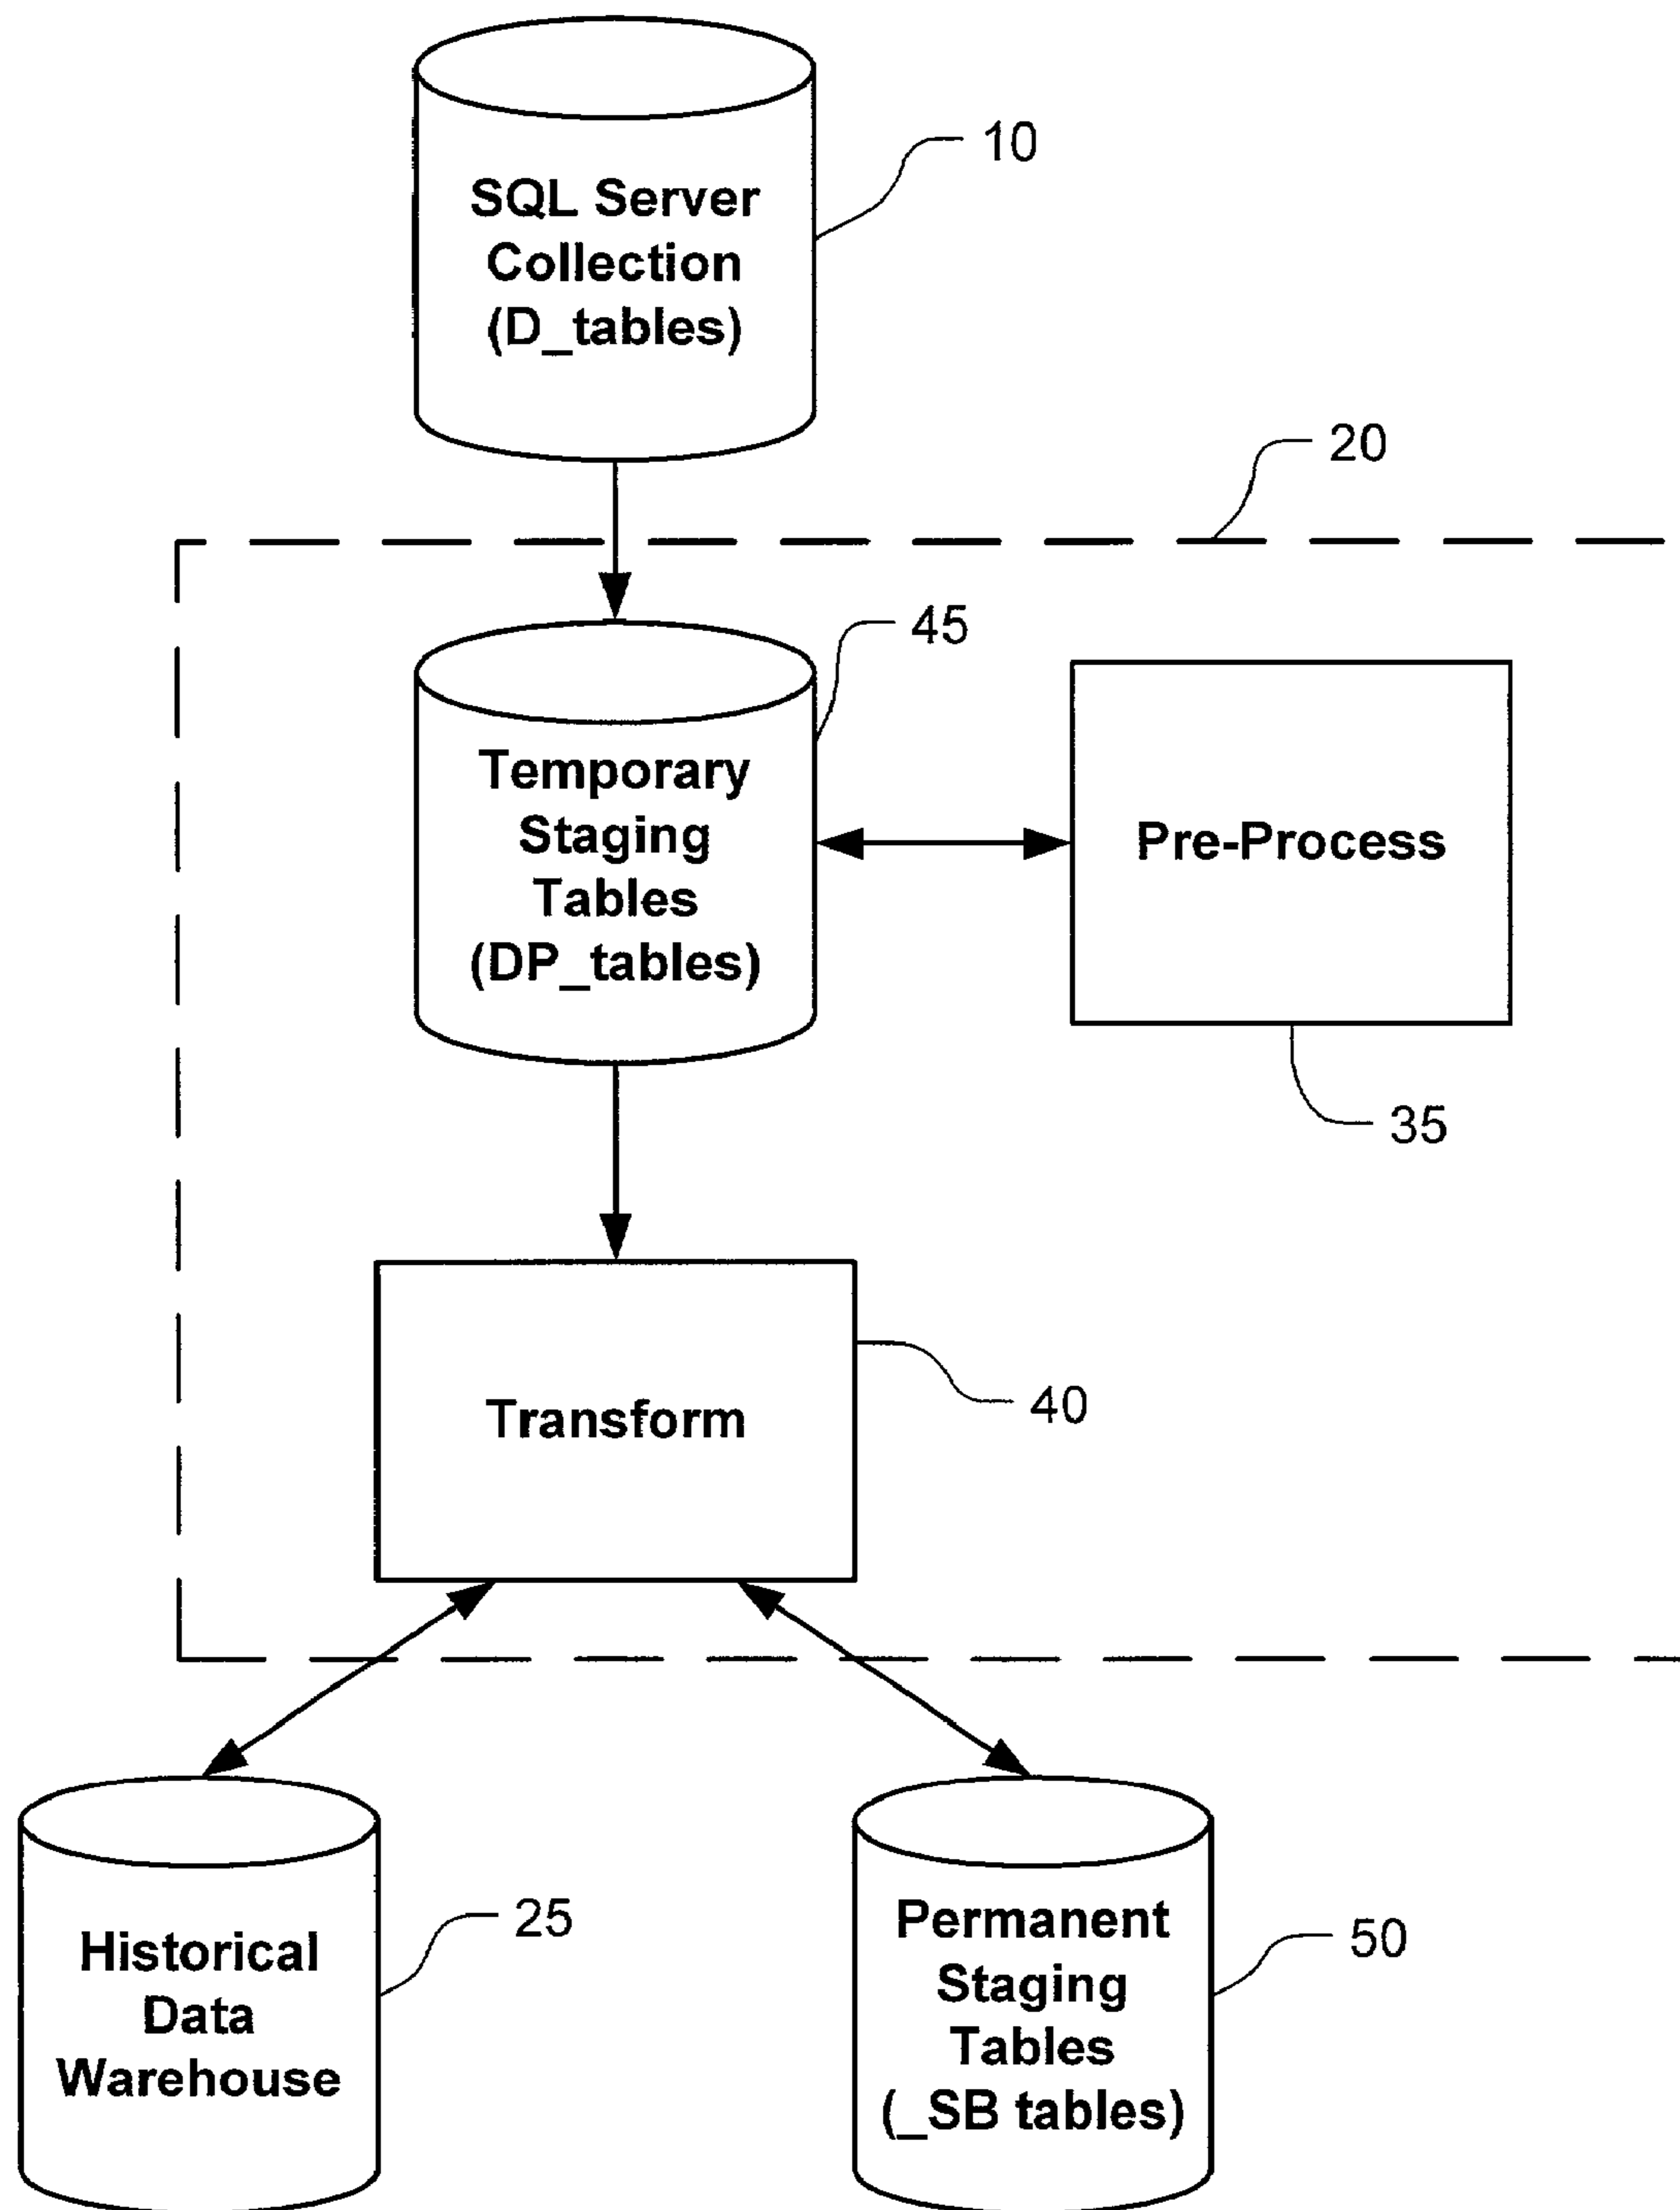 SQL Server
Collection
(D_tables)
10
20
45
Temporary
Staging
Tables
(DP_tables)
Pre-Process
35
Transform
40
25
Historical
Data
Warehouse
Permanent
Staging
Tables
(_SB tables)
50